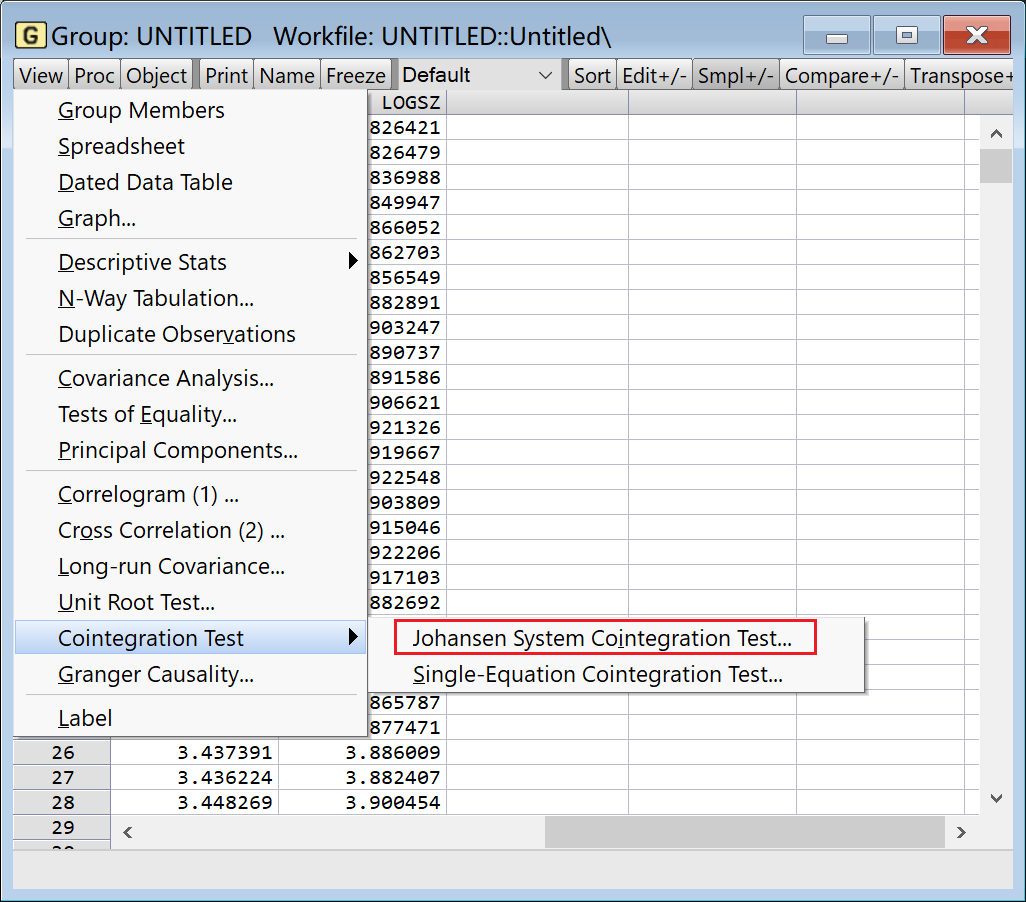 G Group: UNTITLED Workfile: UNTITLED::Untitled\
View Proc Object Print Name Freeze Default Sort Edit+/- Smpl+/- Compare+/- Transpose+
LOGSZ
Group Members 826421
826479
Spreadsheet
836988
Dated Data Table
849947
Graph...
866052
862703
Descriptive Stats
856549
N-Way Tabulation...
882891
903247
Duplicate Observations
890737
Covariance Analysis...
891586
906621
Tests of Equality...
921326
Principal Components...
919667
922548
Correlogram (1) ...
903809
Cross Correlation (2) ...
915046
922206
Long-run Covariance...
917103
Unit Root Test...
882692
Cointegration Test
Johansen System Cointegration Test...
Granger Causality...
Single-Equation Cointegration Test...
865787
Label
877471
26 3.437391 3.886009
27 3.436224 3.882407
28 3.448269 3.900454
29